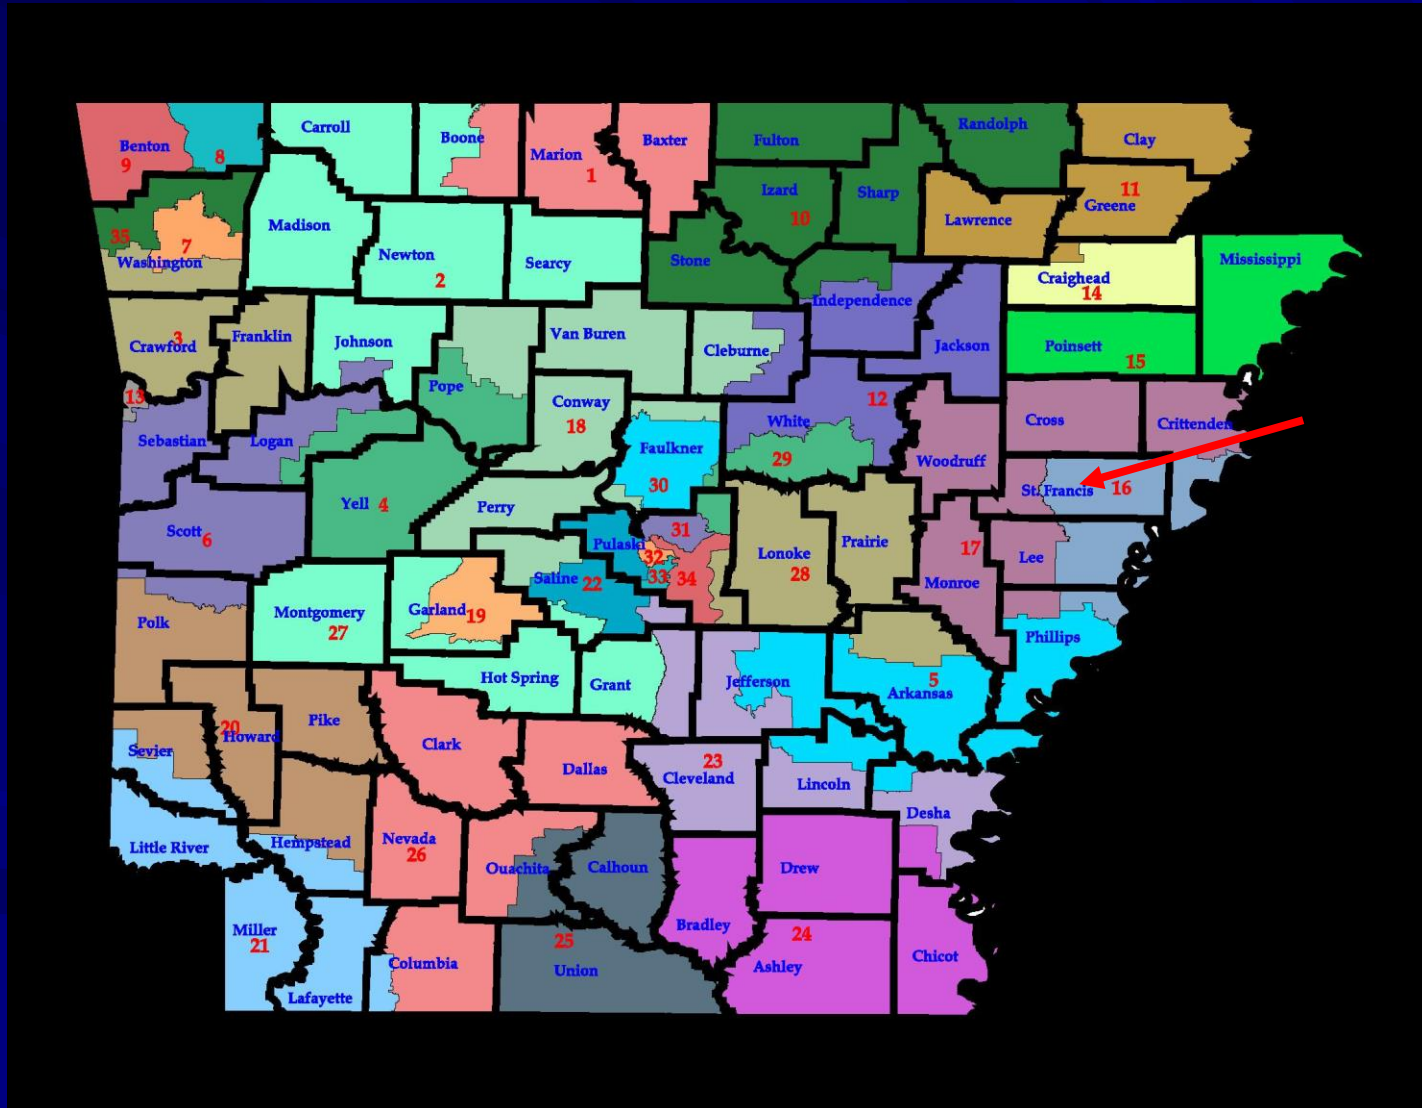 Carroll
Boone
Benton
9
8
Marion
1
Baxter
Fulton
Randolph
Clay
Izard
10
Sharp
11
Greene
Lawrence
Madison
35
7
Washington
Newton
2
Searcy
Stone
Craighead
14
Mississippi
Independence
3
Crawford
Franklin
Johnson
Van Buren
Cleburne
Jackson
Poinsett
15
Pope
13
Conway
18
12
White
Cross
Crittenden
Sebastian
Logan
Faulkner
30
29
Woodruff
St. Francis
16
Yell 4
Perry
Scott
6
Pulaski
31
32
33
34
Lonoke
28
Prairie
17
Monroe
Lee
Saline
22
Polk
Montgomery
27
Garland
19
Phillips
Hot Spring
Grant
Jefferson
5
Arkansas
20
Howard
Pike
Sevier
Clark
Dallas
23
Cleveland
Lincoln
Desha
Little River
Hempstead
Nevada
26
Ouachita
Calhoun
Drew
Miller
21
Bradley
24
Ashley
Chicot
25
Union
Columbia
Lafayette